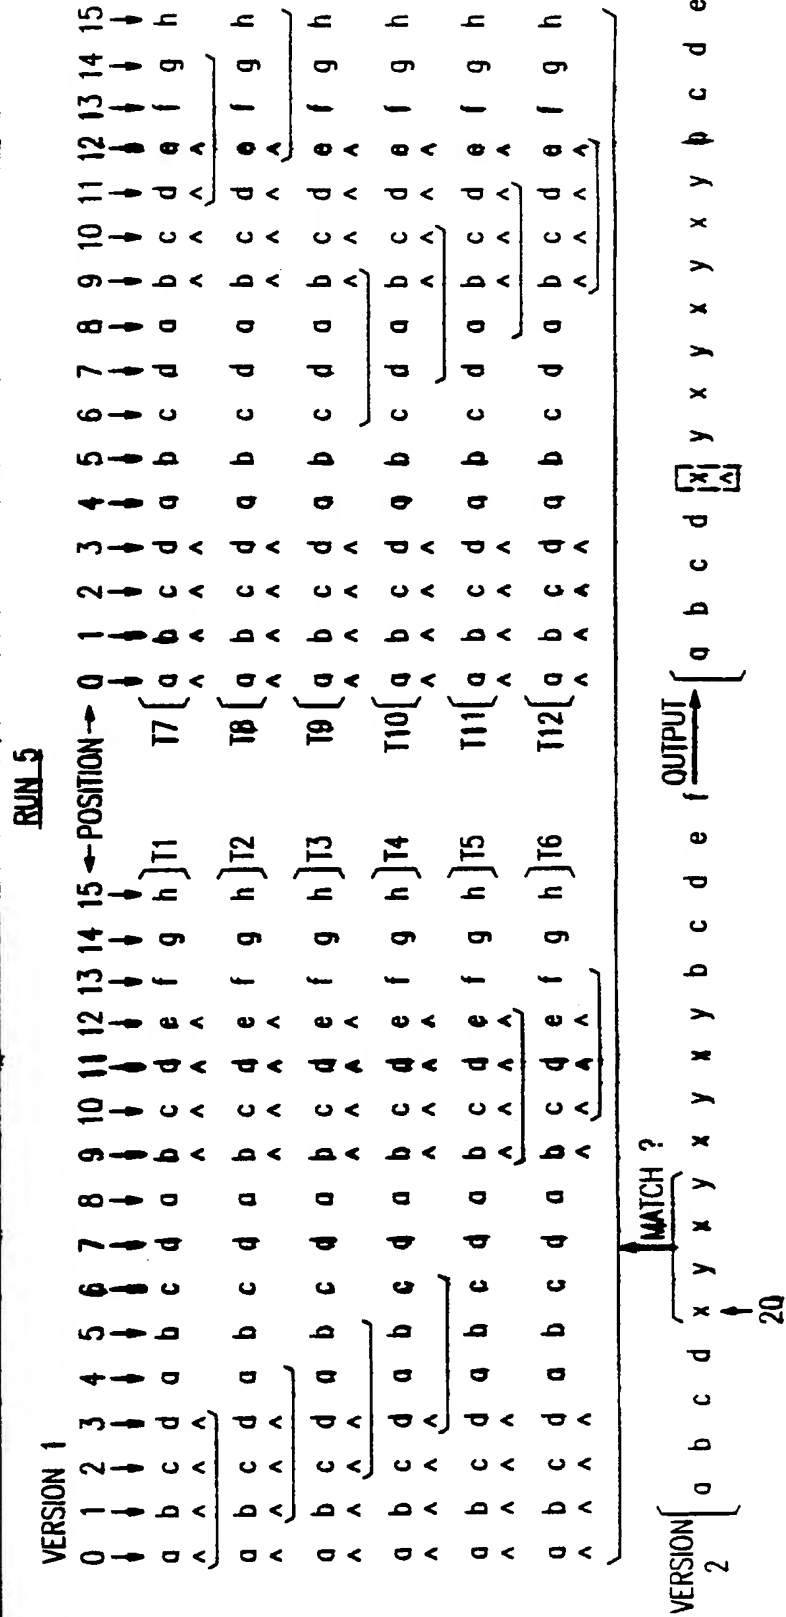 RUN 5
VERSION 1
0 1 2 3 4 5 6 7 8 9 10 11 12 13 14 15 ←POSITION→ 0 1 2 3 4 5 6 7 8 9 10 11 12 13 14 15
a b c d a b c d a b c d e f g h ]T1 T7[ a b c d a b c d a b c d e f g h
^ ^ ^ ^ ^ ^ ^ ^ ^ ^ ^ ^ ^ ^ ^ ^
a b c d a b c d a b c d e f g h ]T2 T8[ a b c d a b c d a b c d e f g h
^ ^ ^ ^ ^ ^ ^ ^ ^ ^ ^ ^ ^ ^ ^ ^
a b c d a b c d a b c d e f g h ]T3 T9[ a b c d a b c d a b c d e f g h
^ ^ ^ ^ ^ ^ ^ ^ ^ ^ ^ ^ ^ ^ ^ ^
a b c d a b c d a b c d e f g h ]T4 T10[ a b c d a b c d a b c d e f g h
^ ^ ^ ^ ^ ^ ^ ^ ^ ^ ^ ^ ^ ^ ^ ^
a b c d a b c d a b c d e f g h ]T5 T11[ a b c d a b c d a b c d e f g h
^ ^ ^ ^ ^ ^ ^ ^ ^ ^ ^ ^ ^ ^ ^ ^
a b c d a b c d a b c d e f g h ]T6 T12[ a b c d a b c d a b c d e f g h
^ ^ ^ ^ ^ ^ ^ ^ ^ ^ ^ ^ ^ ^ ^ ^
MATCH ?
VERSION 2 [ a b c d x y x y x y x y b c d e f OUTPUT [ a b c d x y x y x y x y b c d e
^
20